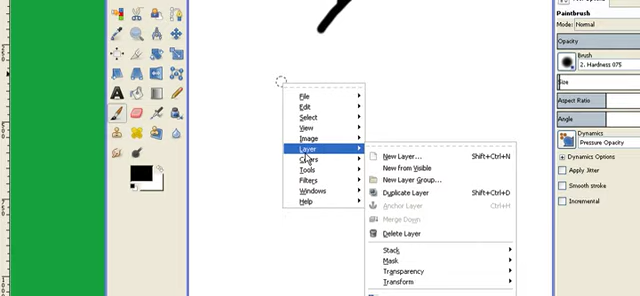 Paintbrush
Mode: Normal
Opacity
Brush
2. Hardness 075
Size
Aspect Ratio
Angle
Dynamics
Pressure Opacity
Dynamics Options
Apply Jitter
Smooth stroke
Incremental
File
Edit
Select
View
Image
Layer
Colors
Tools
Filters
Windows
Help
New Layer... Shift+Ctrl+N
New from Visible
New Layer Group...
Duplicate Layer Shift+Ctrl+D
Anchor Layer Ctrl+H
Merge Down
Delete Layer
Stack
Mask
Transparency
Transform